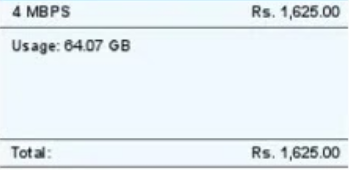 4 MBPS Rs. 1,625.00
Usage: 64.07 GB
Total: Rs. 1,625.00